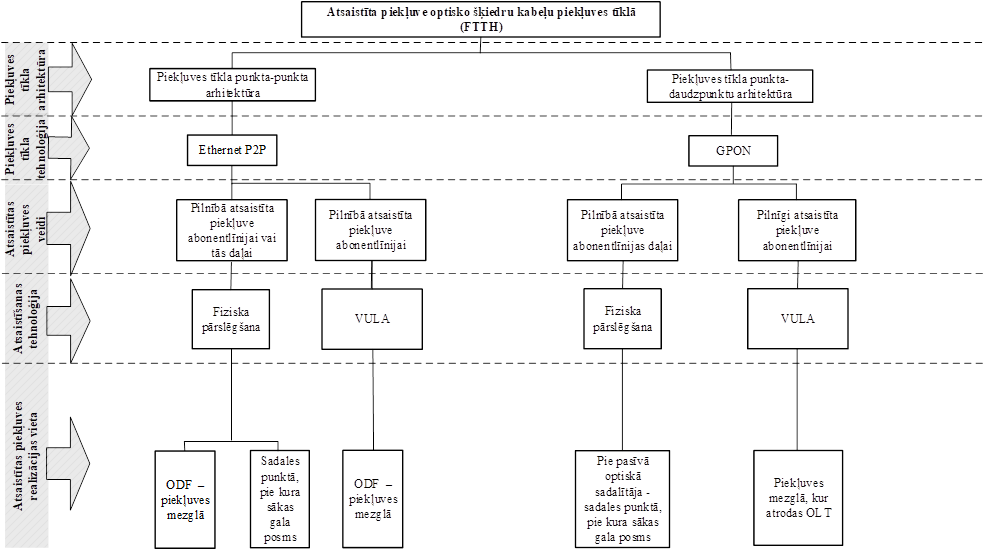 Atsaistīta piekļuve optisko šķiedru kabeļu piekļuves tīklā
(FTTH)
Piekļuves
tīkla
arhitektūra
Piekļuves tīkla punkta-punkta
arhitektūra
Piekļuves tīkla punkta-
daudzpunktu arhitektūra
Piekļuves
tīkla
tehnoloģija
Ethernet P2P
GPON
Atsaistītas
piekļuves
veidi
Pilnībā atsaistīta
piekļuve
abonentlīnijai vai
tās daļai
Pilnībā atsaistīta
piekļuve
abonentlīnijai
Pilnībā atsaistīta
piekļuve
abonentlīnijas daļai
Pilnīgi atsaistīta
piekļuve
abonentlīnijai
Atsaistīšanas
tehnoloģija
Fiziska
pārslēgšana
VULA
Fiziska
pārslēgšana
VULA
Atsaistītas piekļuves
realizācijas vieta
ODF –
piekļuves
mezglā
Sadales
punktā,
pie kura
sākas
gala
posms
ODF –
piekļuves
mezglā
Pie pasīvā
optiskā
sadalītāja -
sadales punktā,
pie kura sākas
gala posms
Piekļuves
mezglā, kur
atrodas OLT